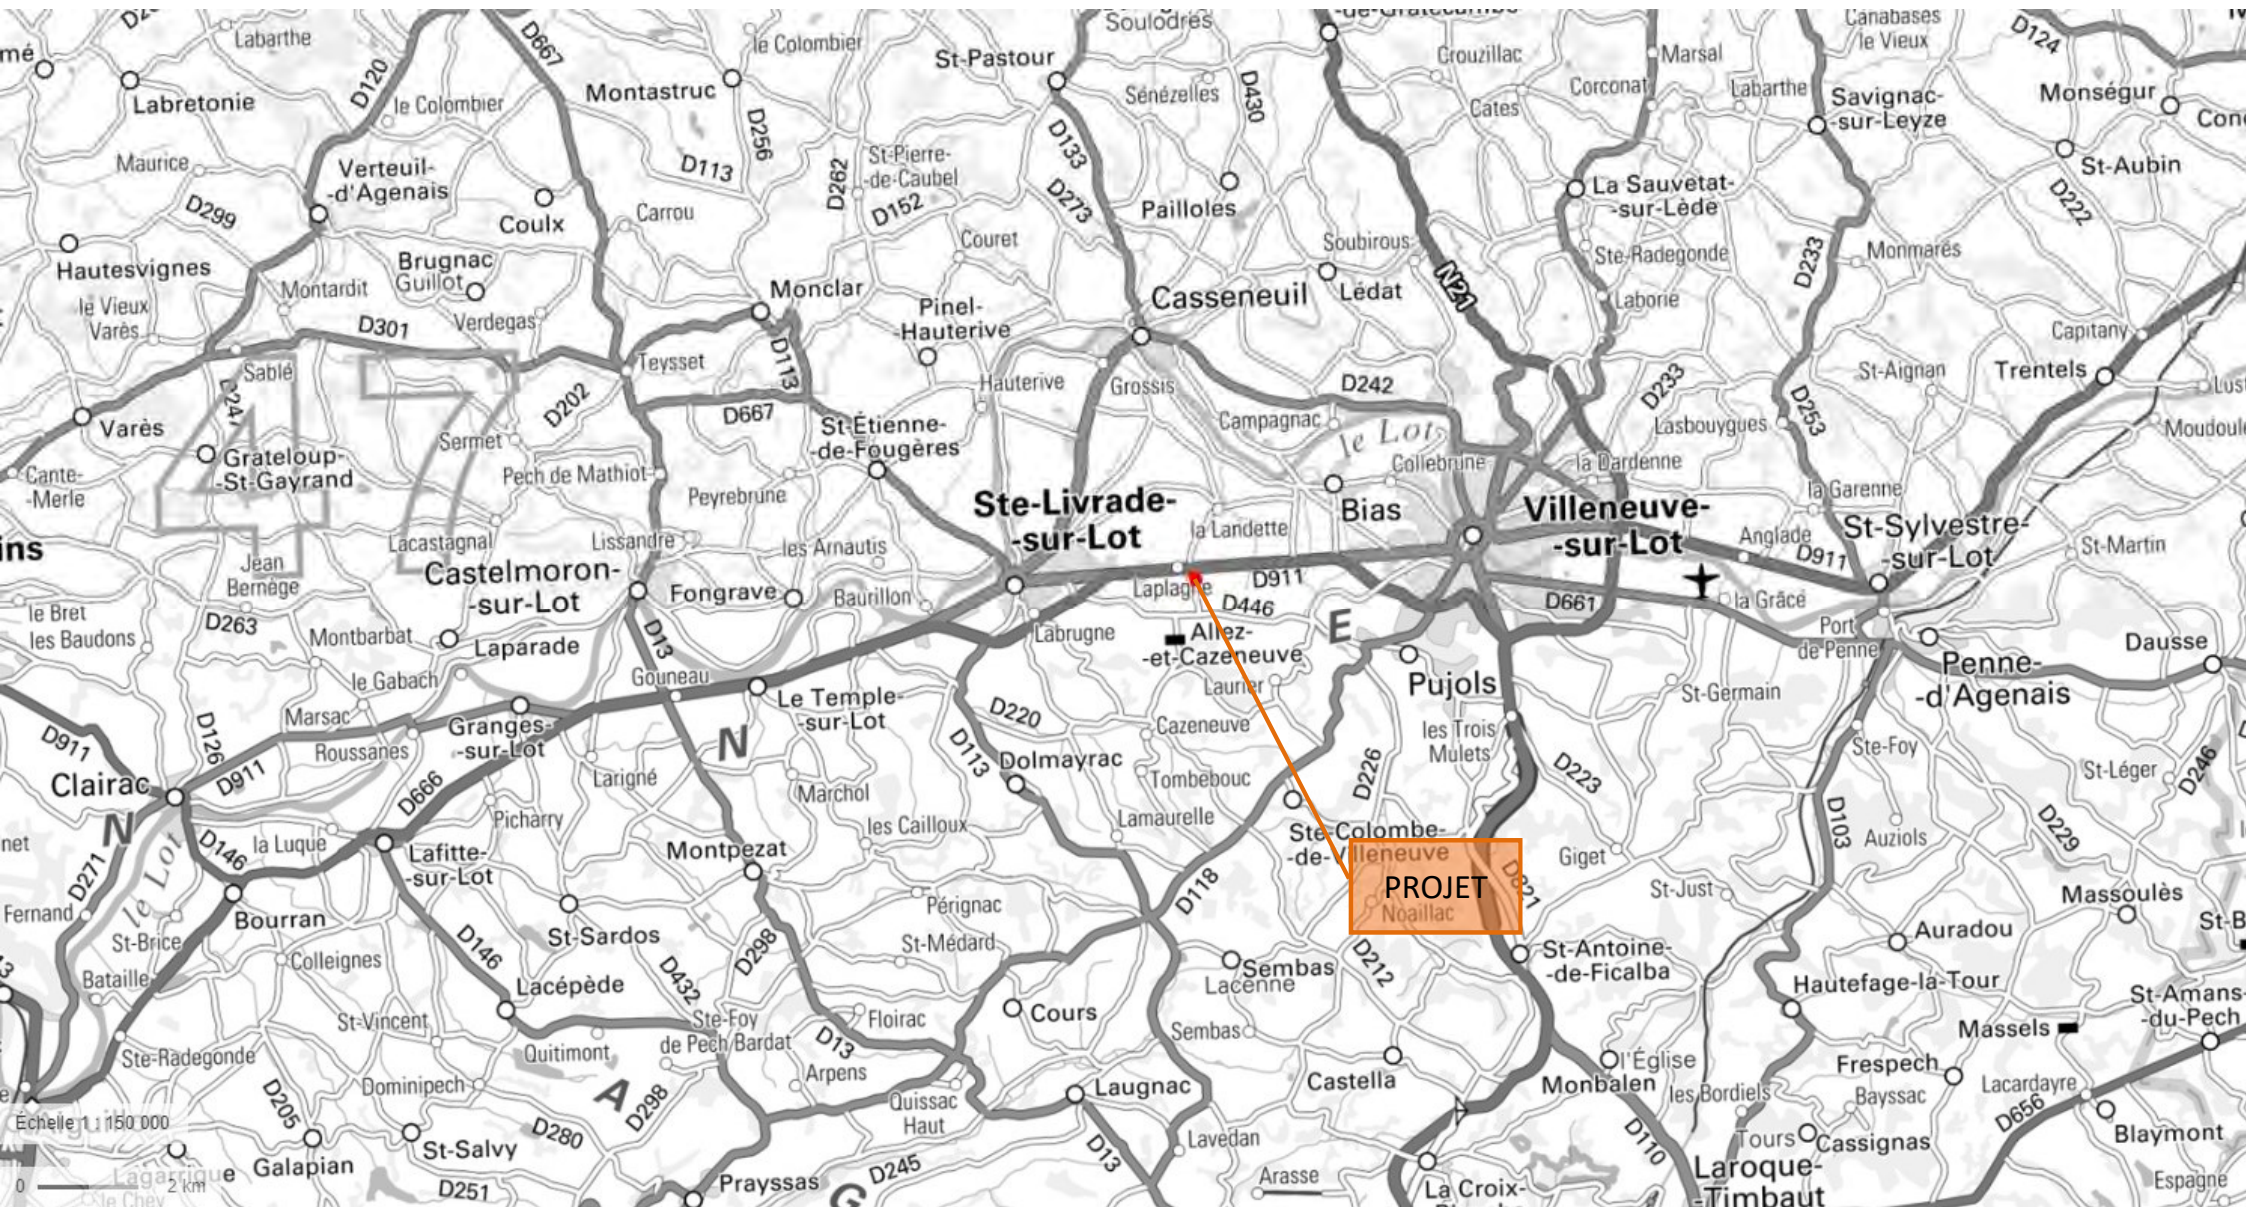 Soulodres
Labarthe
le Colombier
St-Pastour
Crouzillac
Marsal
Canabases
le Vieux
D124
D667
D120
Labretonie
le Colombier
Montastruc
D256
Sénézelles
D430
Cates
Corconat
Labarthe
Savignac-
-sur-Leyze
Monségur
Maurice
Verteuil-
-d'Agenais
D113
D262
St-Pierre-
-de-Caubel
D133
St-Aubin
D299
Coulx
Carrou
D152
D273
Pailloles
La Sauvetat-
-sur-Lède
D222
Hautesvignes
Brugnac
Guillot
Couret
Soubirous
Ste-Radegonde
D233
Monmarés
le Vieux
Varès
Montardit
Verdegas
Monclar
Pinel-
-Hauterive
Casseneuil
Lédat
N21
Laborie
Capitany
D301
Sablé
Teysset
D113
Hauterive
Grossis
D242
D233
St-Aignan
Trentels
47
D202
D667
Varès
Sermet
St-Étienne-
-de-Fougères
Campagnac
le Lot
Lasbouygues
D253
Cante-
-Merle
Grateloup-
-St-Gayrand
Pech de Mathiot
Peyrebrune
Collebrune
la Dardenne
la Garenne
Ste-Livrade-
-sur-Lot
la Landette
Bias
Villeneuve-
-sur-Lot
Anglade
D911
St-Sylvestre-
-sur-Lot
St-Martin
Lacastagnal
Lissandre
les Arnautis
Jean
Bernège
Castelmoron-
-sur-Lot
Fongrave
Baurillon
Laplagne
D911
D446
D661
la Grâce
le Bret
les Baudons
D263
Montbarbat
Laparade
D13
Labrugne
Allez-
-et-Cazeneuve
E
Port
de Penne
Dausse
le Gabach
Gouneau
Laurier
Pujols
St-Germain
Penne-
-d'Agenais
Marsac
Roussanes
Granges-
-sur-Lot
Le Temple-
-sur-Lot
D220
Cazeneuve
les Trois
Mulets
Ste-Foy
D911
D126
N
D113
Dolmayrac
Tombebouc
D226
D223
St-Léger
D246
Clairac
D911
D666
Larigné
Marchol
Lamaurelle
D103
N
le Lot
D146
la Luque
Picharry
les Cailloux
Ste-Colombe-
-de-Villeneuve
Giget
Auziols
D229
D271
Lafitte-
-sur-Lot
Montpezat
D118
PROJET
D821
St-Just
Massoulès
Fernand
Bourran
St-Sardos
Pérignac
Noaillac
Auradou
St-Brice
Colleignes
D146
D432
D298
St-Médard
Sembas
Lacenne
D212
St-Antoine-
-de-Ficalba
Bataille
Lacépède
Cours
Hautefage-la-Tour
St-Amans-
-du-Pech
St-Vincent
Ste-Foy
de Pech Bardat
Floirac
Sembas
Massels
Ste-Radegonde
Quitimont
D13
l'Église
Frespech
D205
Dominipech
A
D298
Arpens
Quissac
Haut
Laugnac
Castella
Monbalen
les Bordiels
Bayssac
Lacardayre
Échelle 1 : 150 000
D280
D656
Blaymont
Lagarrigue
le Chey
Galapian
St-Salvy
D13
Lavedan
D110
Tours
Cassignas
0
2 km
D251
Prayssas
G
D245
Arasse
La Croix-
Laroque-
-Timbaut
Espagne